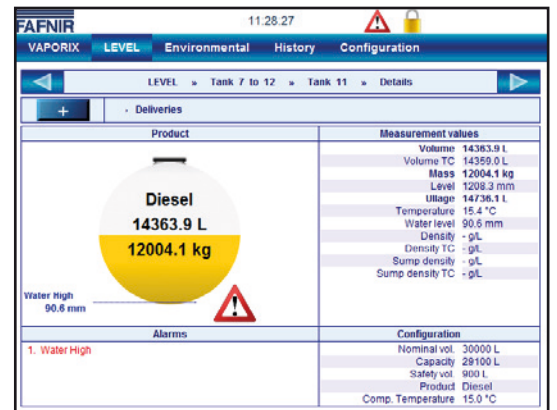 FAFNIR 11:28:27
VAPORIX LEVEL Environmental History Configuration
LEVEL » Tank 7 to 12 » Tank 11 » Details
+ · Deliveries
Product
Diesel
14363.9 L
12004.1 kg
Water High
90.6 mm
Measurement values
Volume 14363.9 L
Volume TC 14359.0 L
Mass 12004.1 kg
Level 1208.3 mm
Ullage 14736.1 L
Temperature 15.4 °C
Water level 90.6 mm
Density - g/L
Density TC - g/L
Sump density - g/L
Sump density TC - g/L
Alarms
1. Water High
Configuration
Nominal vol. 30000 L
Capacity 29100 L
Safety vol. 900 L
Product Diesel
Comp. Temperature 15.0 °C